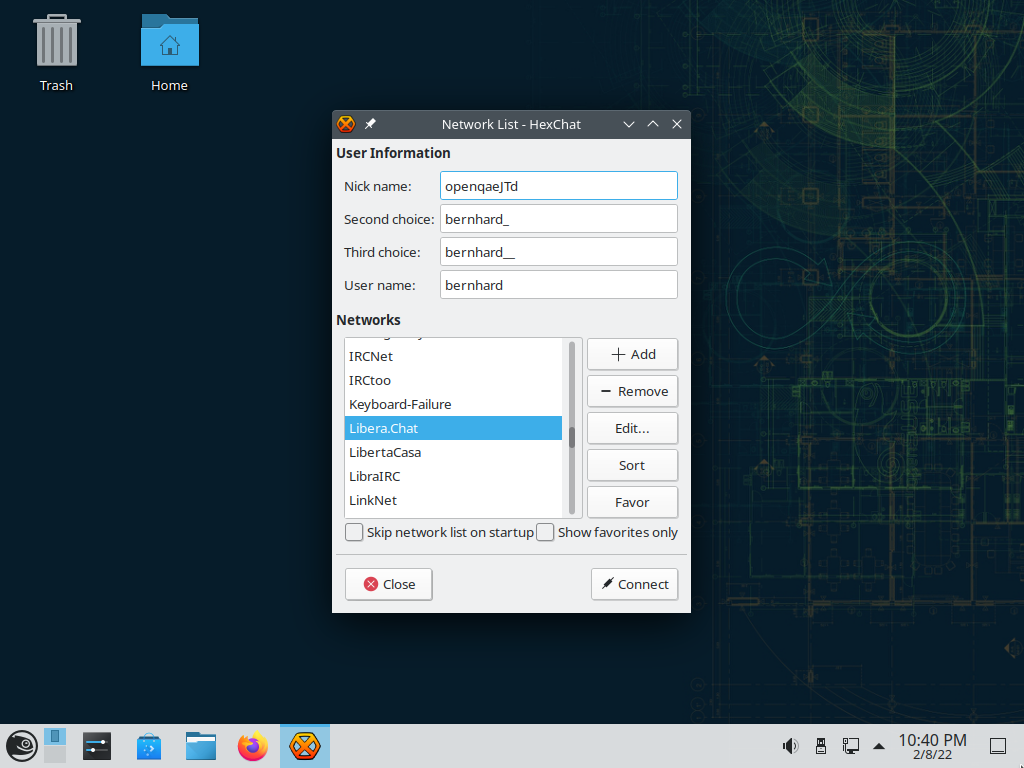 Trash
Home
Network List - HexChat
User Information
Nick name:
openqaeJTd
Second choice:
bernhard_
Third choice:
bernhard__
User name:
bernhard
Networks
IRCNet
IRCtoo
Keyboard-Failure
Libera.Chat
LibertaCasa
LibraIRC
LinkNet
Add
Remove
Edit...
Sort
Favor
Skip network list on startup
Show favorites only
Close
Connect
10:40 PM
2/8/22